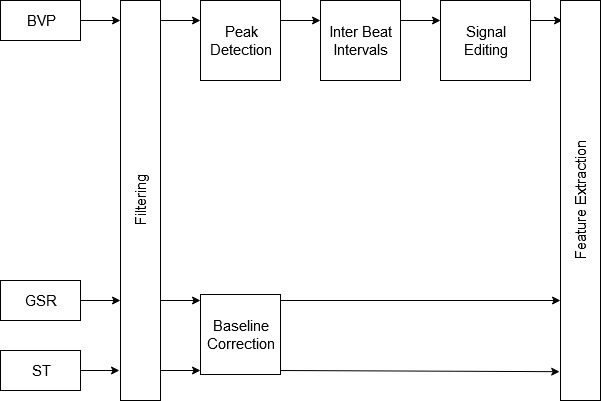 BVP
Filtering
Peak
Detection
Inter Beat
Intervals
Signal
Editing
Feature Extraction
GSR
Baseline
Correction
ST